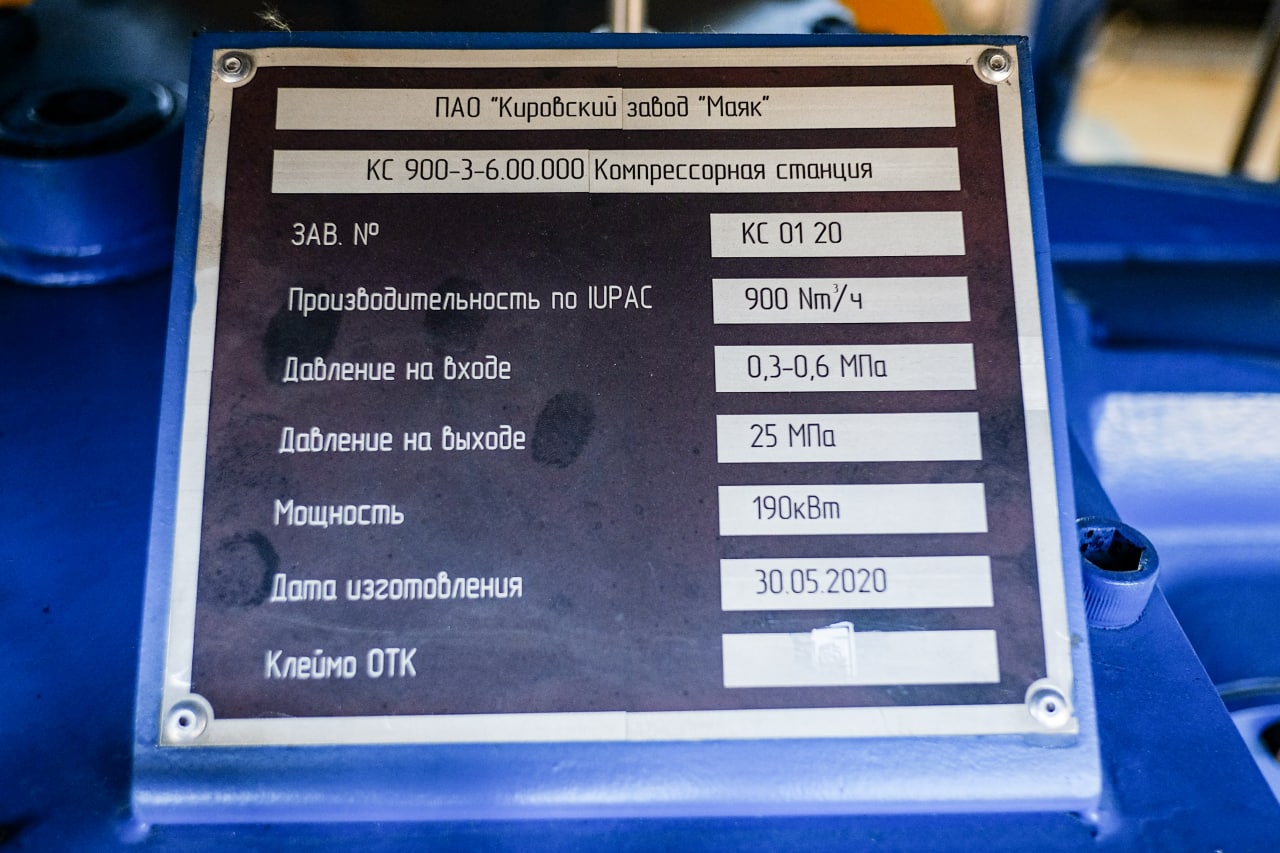 ПАО "Кировский завод "Маяк"
КС 900-3-6.00.000 Компрессорная станция
ЗАВ. № КС 01 20
Производительность по IUPAC 900 Nm³/ч
Давление на входе 0,3-0,6 МПа
Давление на выходе 25 МПа
Мощность 190кВт
Дата изготовления 30.05.2020
Клеймо ОТК